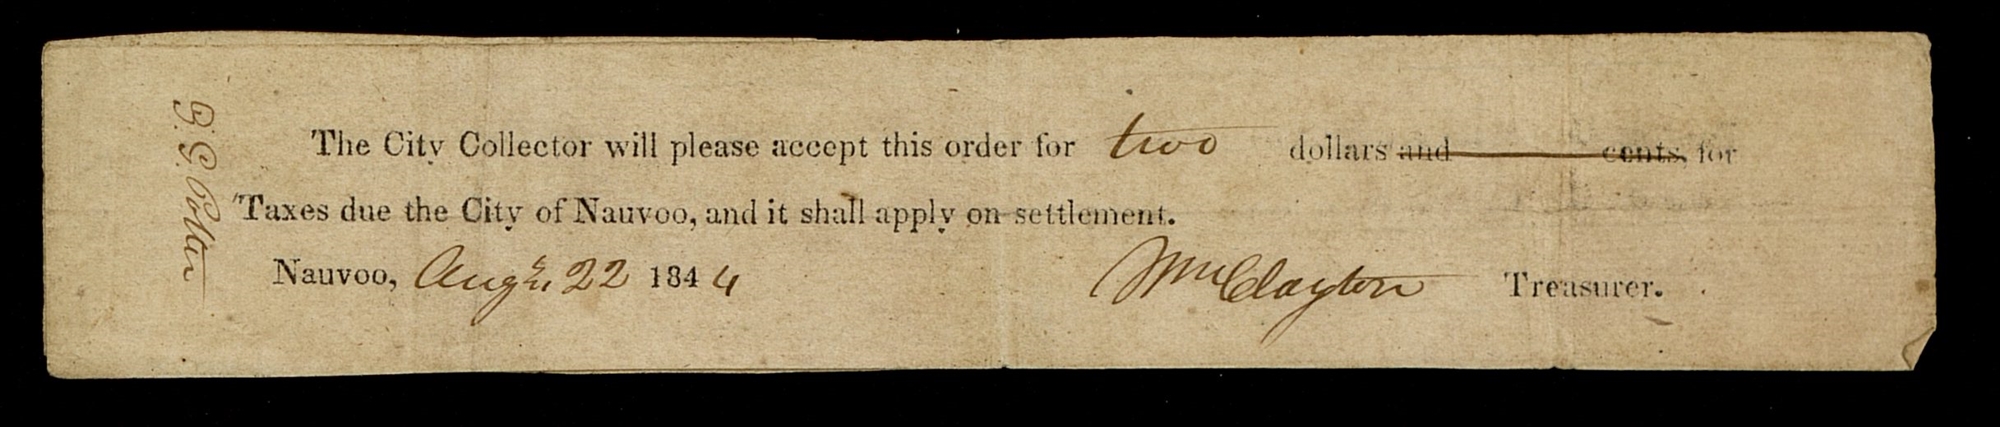 The City Collector will please accept this order for two dollars and cents, for
Taxes due the City of Nauvoo, and it shall apply on settlement.
Nauvoo, Augt. 22 1844 Wm Clayton Treasurer.